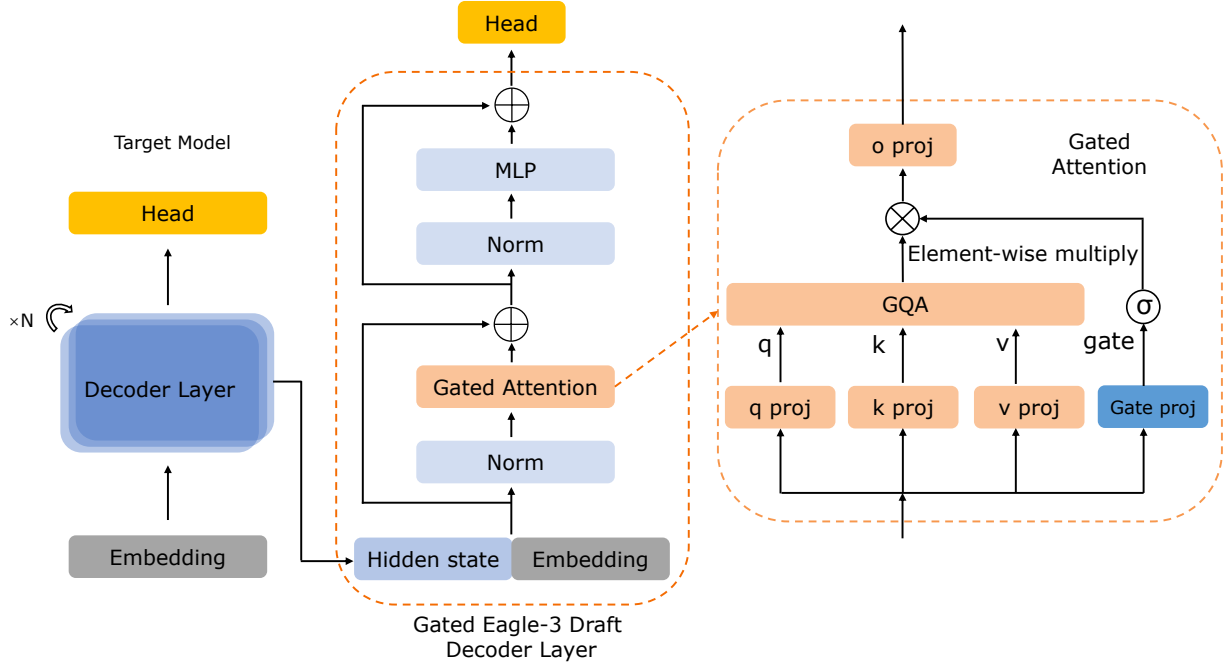 Target Model
Head
×N
Decoder Layer
Embedding
Head
MLP
Norm
Gated Attention
Norm
Hidden state
Embedding
Gated Eagle-3 Draft
Decoder Layer
o proj
Gated
Attention
Element-wise multiply
GQA
σ
q
k
v
gate
q proj
k proj
v proj
Gate proj